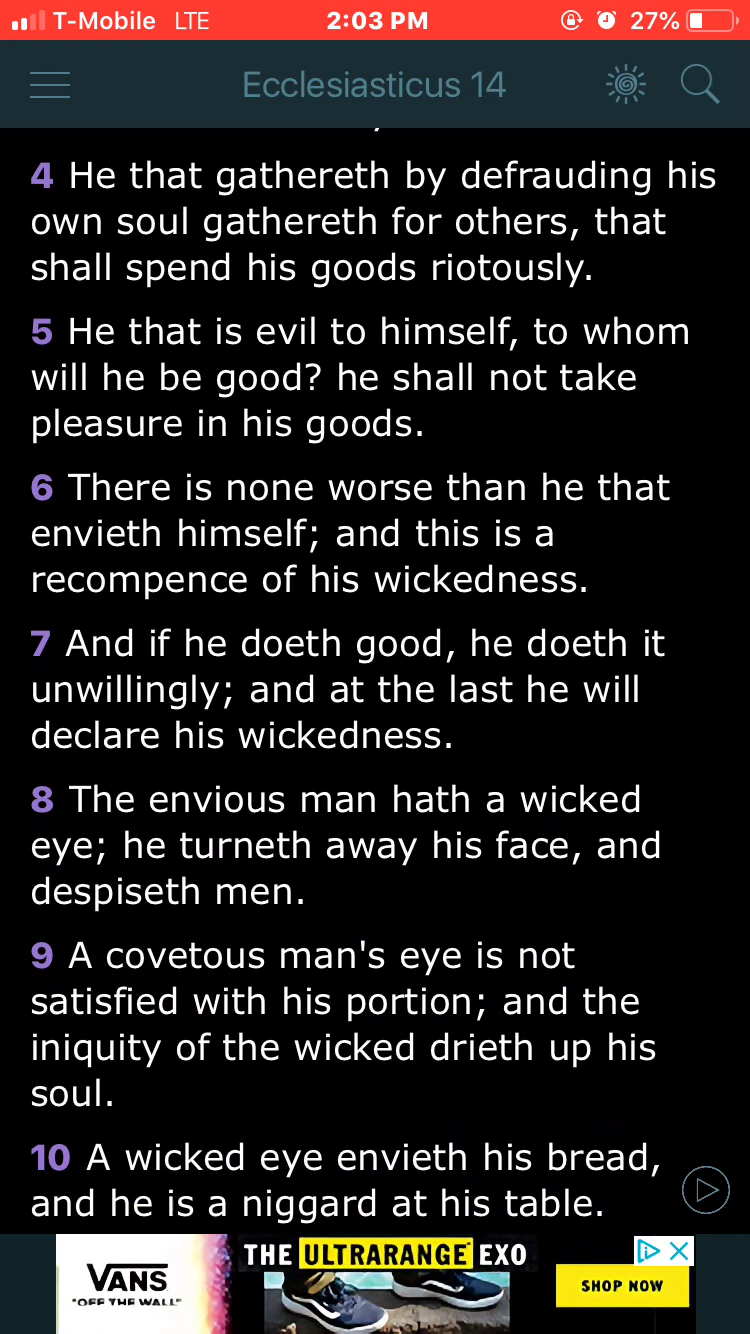 T-Mobile LTE 2:03 PM 27%
Ecclesiasticus 14
4 He that gathereth by defrauding his
own soul gathereth for others, that
shall spend his goods riotously.
5 He that is evil to himself, to whom
will he be good? he shall not take
pleasure in his goods.
6 There is none worse than he that
envieth himself; and this is a
recompence of his wickedness.
7 And if he doeth good, he doeth it
unwillingly; and at the last he will
declare his wickedness.
8 The envious man hath a wicked
eye; he turneth away his face, and
despiseth men.
9 A covetous man's eye is not
satisfied with his portion; and the
iniquity of the wicked drieth up his
soul.
10 A wicked eye envieth his bread,
and he is a niggard at his table.
THE ULTRARANGE EXO
VANS
"OFF THE WALL"
SHOP NOW